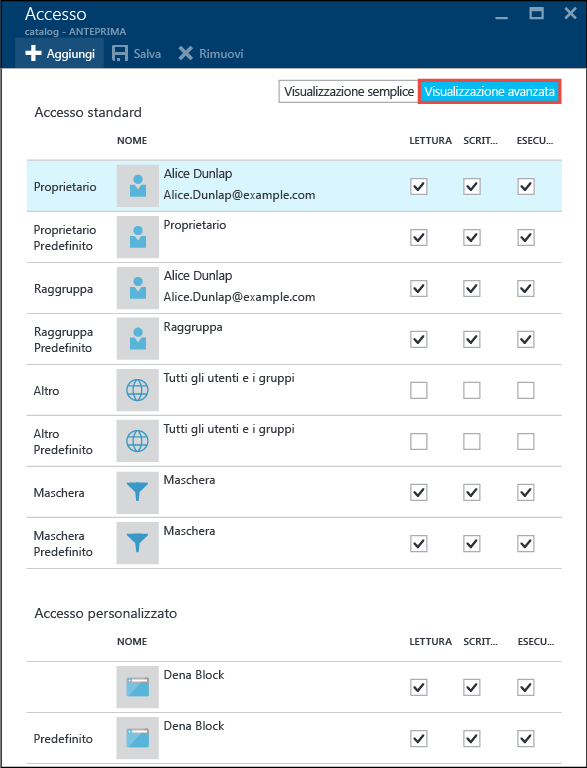 Accesso
catalog - ANTEPRIMA
Aggiungi Salva Rimuovi
Visualizzazione semplice Visualizzazione avanzata
Accesso standard
NOME LETTURA SCRIT... ESECU...
Proprietario Alice Dunlap
Alice.Dunlap@example.com
Proprietario Predefinito Proprietario
Raggruppa Alice Dunlap
Alice.Dunlap@example.com
Raggruppa Predefinito Raggruppa
Altro Tutti gli utenti e i gruppi
Altro Predefinito Tutti gli utenti e i gruppi
Maschera Maschera
Maschera Predefinito Maschera
Accesso personalizzato
NOME LETTURA SCRIT... ESECU...
Dena Block
Predefinito Dena Block